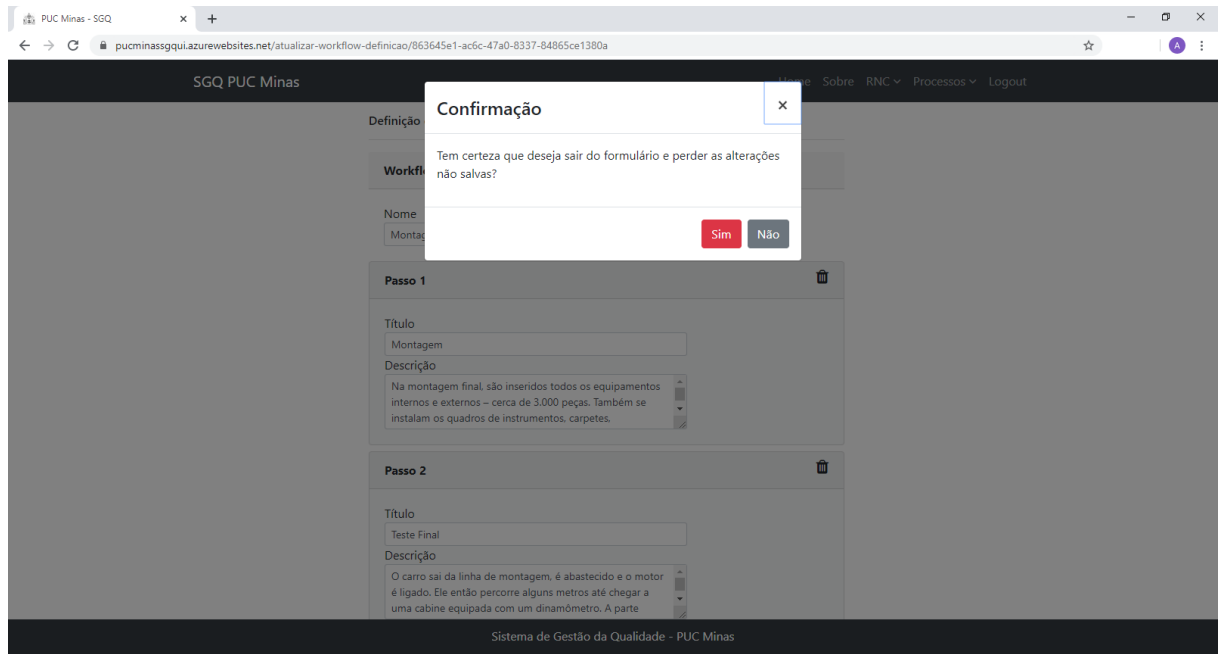 PUC Minas - SGQ
pucminassgqui.azurewebsites.net/atualizar-workflow-definicao/863645e1-ac6c-47a0-8337-84865ce1380a
A
SGQ PUC Minas
Home Sobre RNC Processos Logout
Confirmação
Tem certeza que deseja sair do formulário e perder as alterações
não salvas?
Sim Não
Definição
Nome
Passo 1
Título
Montagem
Descrição
Na montagem final, são inseridos todos os equipamentos
internos e externos – cerca de 3.000 peças. Também se
instalam os quadros de instrumentos, carpetes,
Passo 2
Título
Teste Final
Descrição
O carro sai da linha de montagem, é abastecido e o motor
é ligado. Ele então percorre alguns metros até chegar a
uma cabine equipada com um dinamômetro. A parte
Sistema de Gestão da Qualidade - PUC Minas